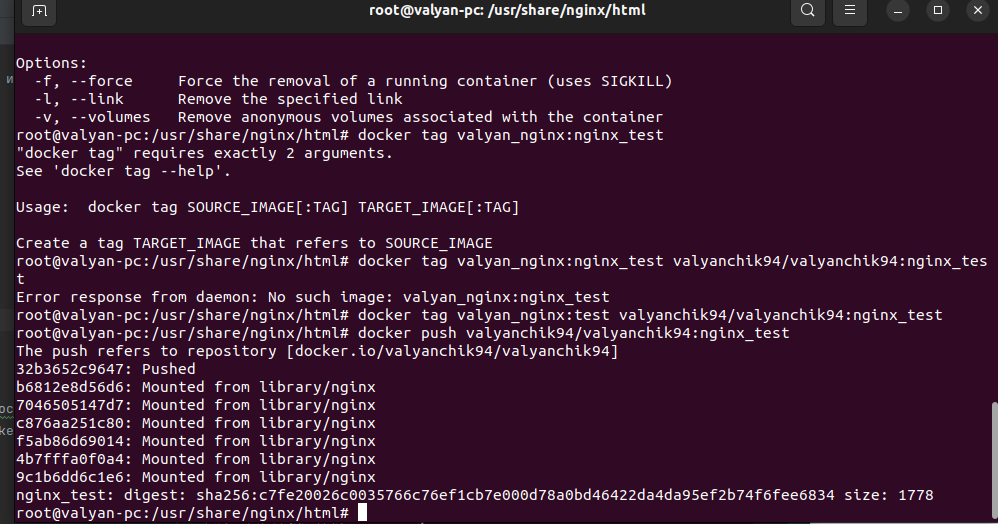 root@valyan-pc: /usr/share/nginx/html
Options:
и
  -f, --force     Force the removal of a running container (uses SIGKILL)
  -l, --link      Remove the specified link
  -v, --volumes   Remove anonymous volumes associated with the container
root@valyan-pc:/usr/share/nginx/html# docker tag valyan_nginx:nginx_test
"docker tag" requires exactly 2 arguments.
See 'docker tag --help'.
Usage:  docker tag SOURCE_IMAGE[:TAG] TARGET_IMAGE[:TAG]
Create a tag TARGET_IMAGE that refers to SOURCE_IMAGE
root@valyan-pc:/usr/share/nginx/html# docker tag valyan_nginx:nginx_test valyanchik94/valyanchik94:nginx_tes
t
Error response from daemon: No such image: valyan_nginx:nginx_test
root@valyan-pc:/usr/share/nginx/html# docker tag valyan_nginx:test valyanchik94/valyanchik94:nginx_test
root@valyan-pc:/usr/share/nginx/html# docker push valyanchik94/valyanchik94:nginx_test
The push refers to repository [docker.io/valyanchik94/valyanchik94]
32b3652c9647: Pushed
b6812e8d56d6: Mounted from library/nginx
7046505147d7: Mounted from library/nginx
c876aa251c80: Mounted from library/nginx
ос
f5ab86d69014: Mounted from library/nginx
ke
4b7fffa0f0a4: Mounted from library/nginx
9c1b6dd6c1e6: Mounted from library/nginx
nginx_test: digest: sha256:c7fe20026c0035766c76ef1cb7e000d78a0bd46422da4da95ef2b74f6fee6834 size: 1778
root@valyan-pc:/usr/share/nginx/html#